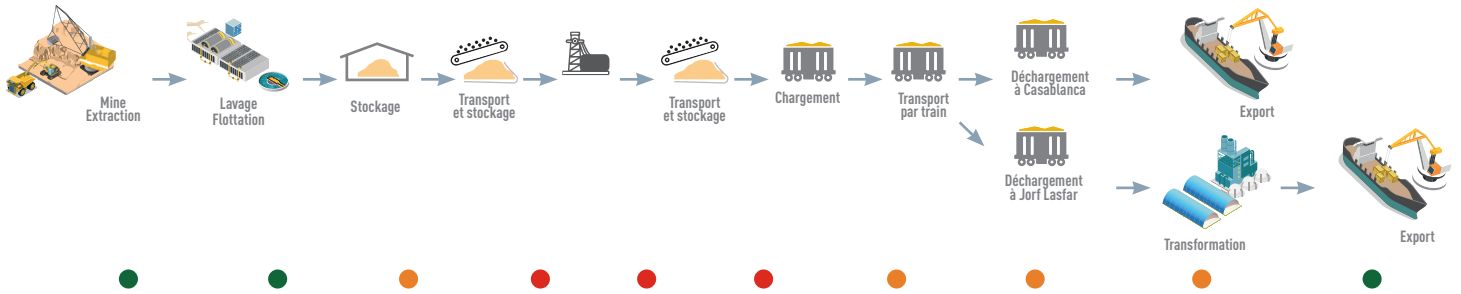 Mine
Extraction
Lavage
Flottation
Stockage
Transport
et stockage
Transport
et stockage
Chargement
Transport
par train
Déchargement
à Casablanca
Export
Déchargement
à Jorf Lasfar
Transformation
Export